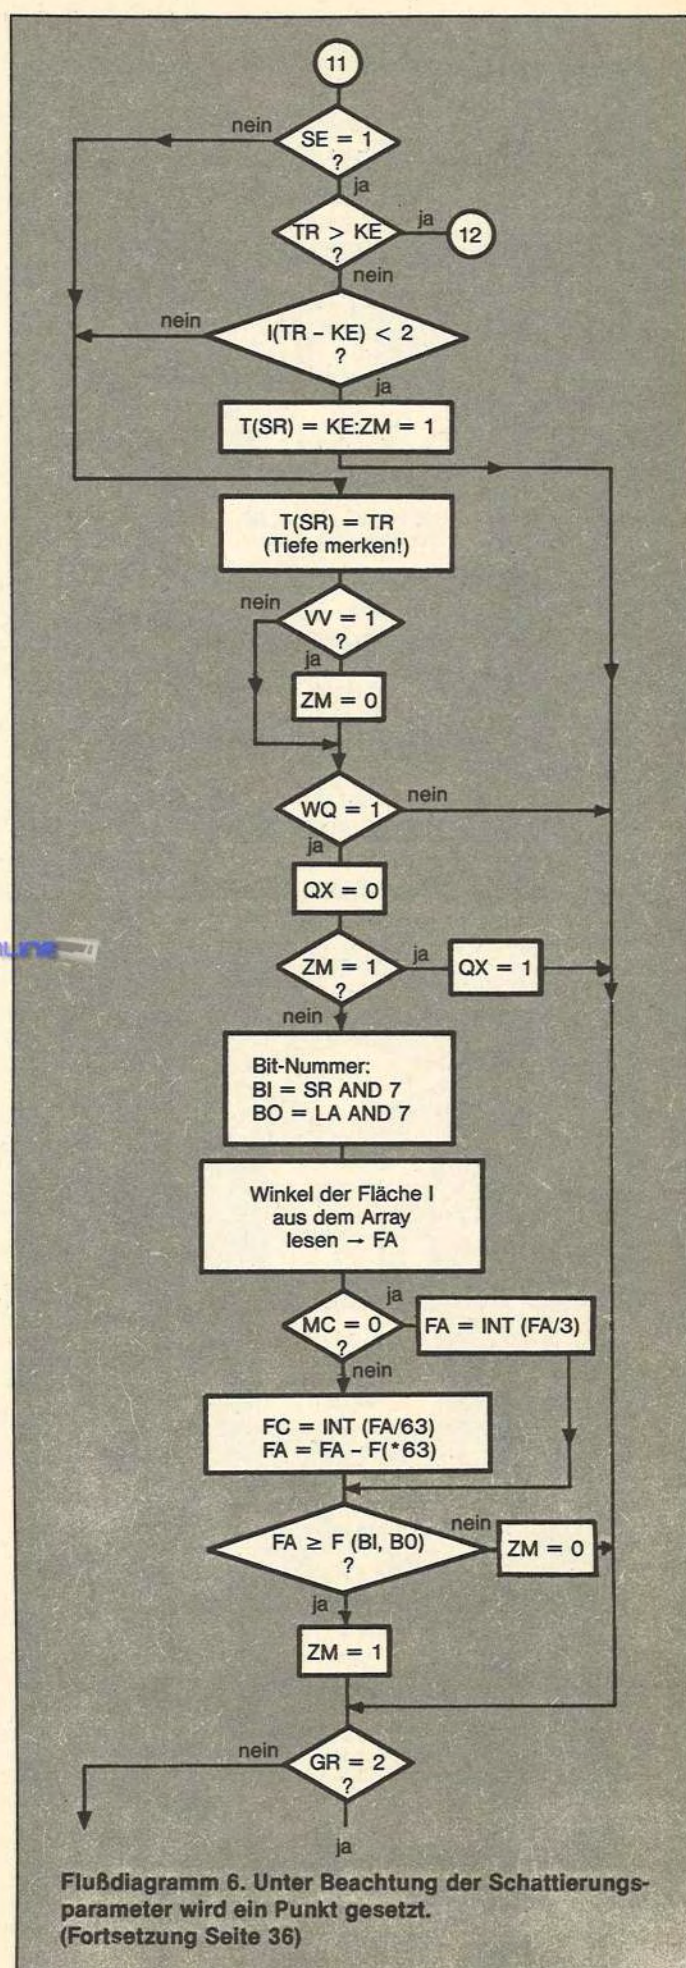 11
nein
SE = 1
?
ja
TR > KE
?
ja
12
nein
nein
I(TR – KE) < 2
?
ja
T(SR) = KE:ZM = 1
T(SR) = TR
(Tiefe merken!)
nein
VV = 1
?
ja
ZM = 0
WQ = 1
nein
ja
QX = 0
ZM = 1
?
ja
QX = 1
nein
Bit-Nummer:
BI = SR AND 7
BO = LA AND 7
Winkel der Fläche I
aus dem Array
lesen → FA
ja
MC = 0
?
FA = INT (FA/3)
nein
FC = INT (FA/63)
FA = FA – F(*63)
FA ≥ F (BI, BO)
?
nein
ZM = 0
ja
ZM = 1
nein
GR = 2
?
ja
Flußdiagramm 6. Unter Beachtung der Schattierungs-
parameter wird ein Punkt gesetzt.
(Fortsetzung Seite 36)